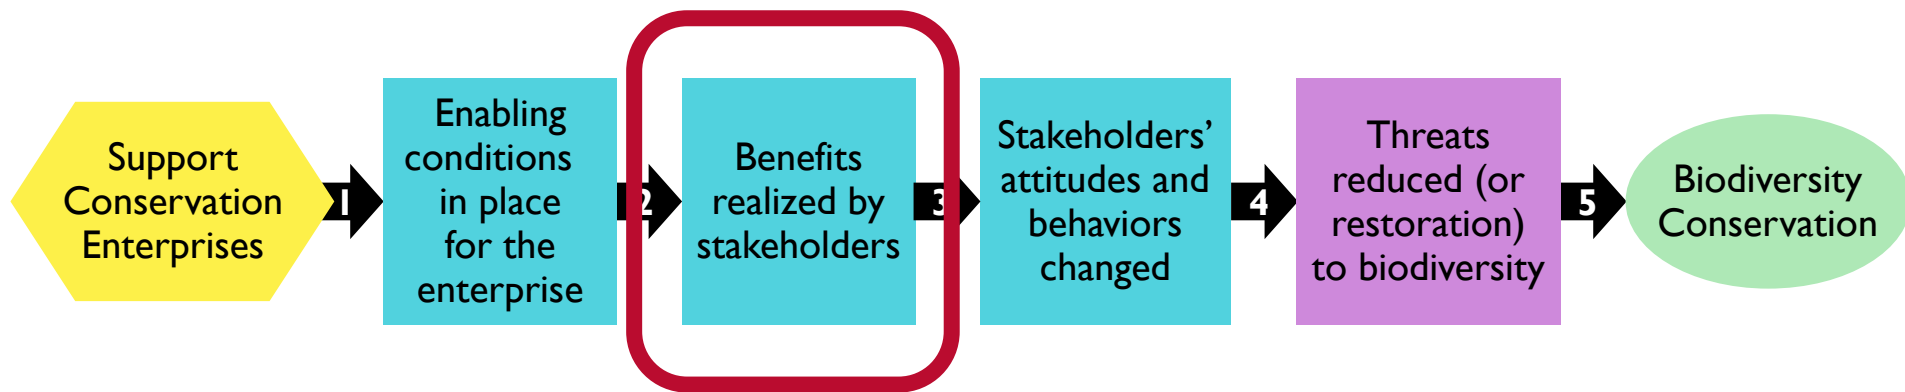 Support
Conservation
Enterprises
1
Enabling
conditions
in place
for the
enterprise
2
Benefits
realized by
stakeholders
3
Stakeholders’
attitudes and
behaviors
changed
4
Threats
reduced (or
restoration)
to biodiversity
5
Biodiversity
Conservation